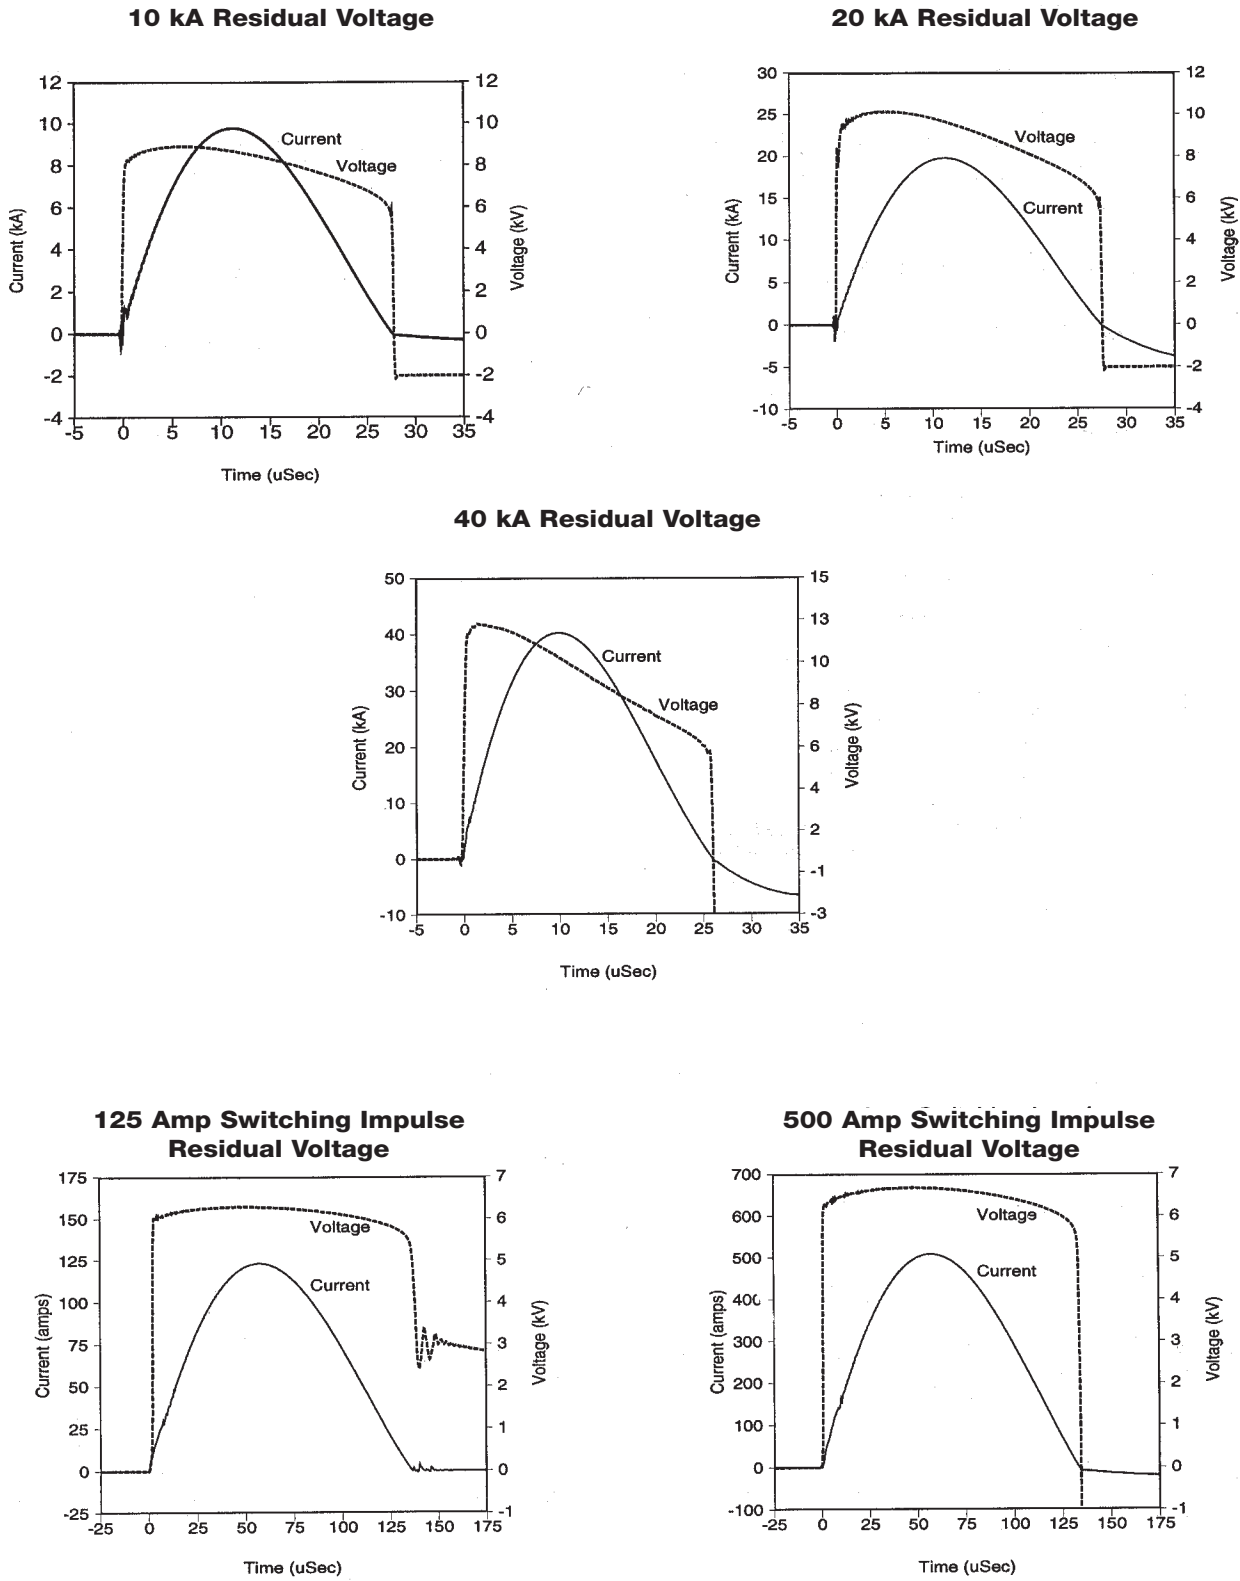 10 kA Residual Voltage
12
10
8
6
4
2
0
-2
-4
Current (kA)
12
10
8
6
4
2
0
-2
-4
Voltage (kV)
Current
Voltage
-5 0 5 10 15 20 25 30 35
Time (uSec)
20 kA Residual Voltage
30
25
20
15
10
5
0
-5
-10
Current (kA)
12
10
8
6
4
2
0
-2
-4
Voltage (kV)
Voltage
Current
-5 0 5 10 15 20 25 30 35
Time (uSec)
40 kA Residual Voltage
50
40
30
20
10
0
-10
Current (kA)
15
13
10
8
6
4
2
-1
-3
Voltage (kV)
Current
Voltage
-5 0 5 10 15 20 25 30 35
Time (uSec)
125 Amp Switching Impulse
Residual Voltage
175
150
125
100
75
50
25
0
-25
Current (amps)
7
6
5
4
3
2
1
0
-1
Voltage (kV)
Voltage
Current
-25 0 25 50 75 100 125 150 175
Time (uSec)
500 Amp Switching Impulse
Residual Voltage
700
600
500
400
300
200
100
0
-100
Current (amps)
7
6
5
4
3
2
1
0
-1
Voltage (kV)
Voltage
Current
-25 0 25 50 75 100 125 150 175
Time (uSec)